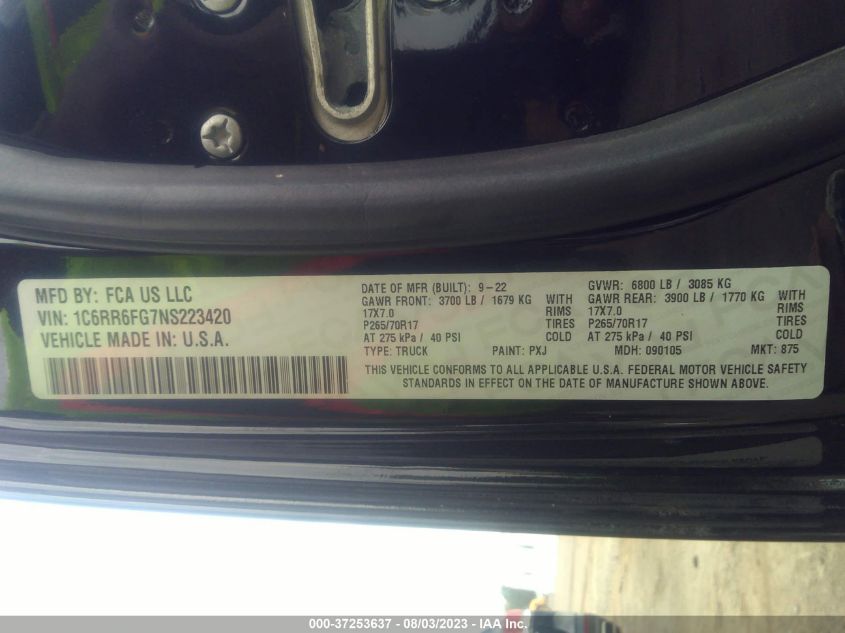 MFD BY: FCA US LLC
VIN: 1C6RR6FG7NS223420
VEHICLE MADE IN: U.S.A.
DATE OF MFR (BUILT): 9-22 GVWR: 6800 LB / 3085 KG
GAWR FRONT: 3700 LB / 1679 KG WITH GAWR REAR: 3900 LB / 1770 KG WITH
17X7.0 RIMS 17X7.0 RIMS
P265/70R17 TIRES P265/70R17 TIRES
AT 275 kPa / 40 PSI COLD AT 275 kPa / 40 PSI COLD
TYPE: TRUCK PAINT: PXJ MDH: 090105 MKT: 875
THIS VEHICLE CONFORMS TO ALL APPLICABLE U.S.A. FEDERAL MOTOR VEHICLE SAFETY
STANDARDS IN EFFECT ON THE DATE OF MANUFACTURE SHOWN ABOVE.
000-37253637 - 08/03/2023 - IAA Inc.